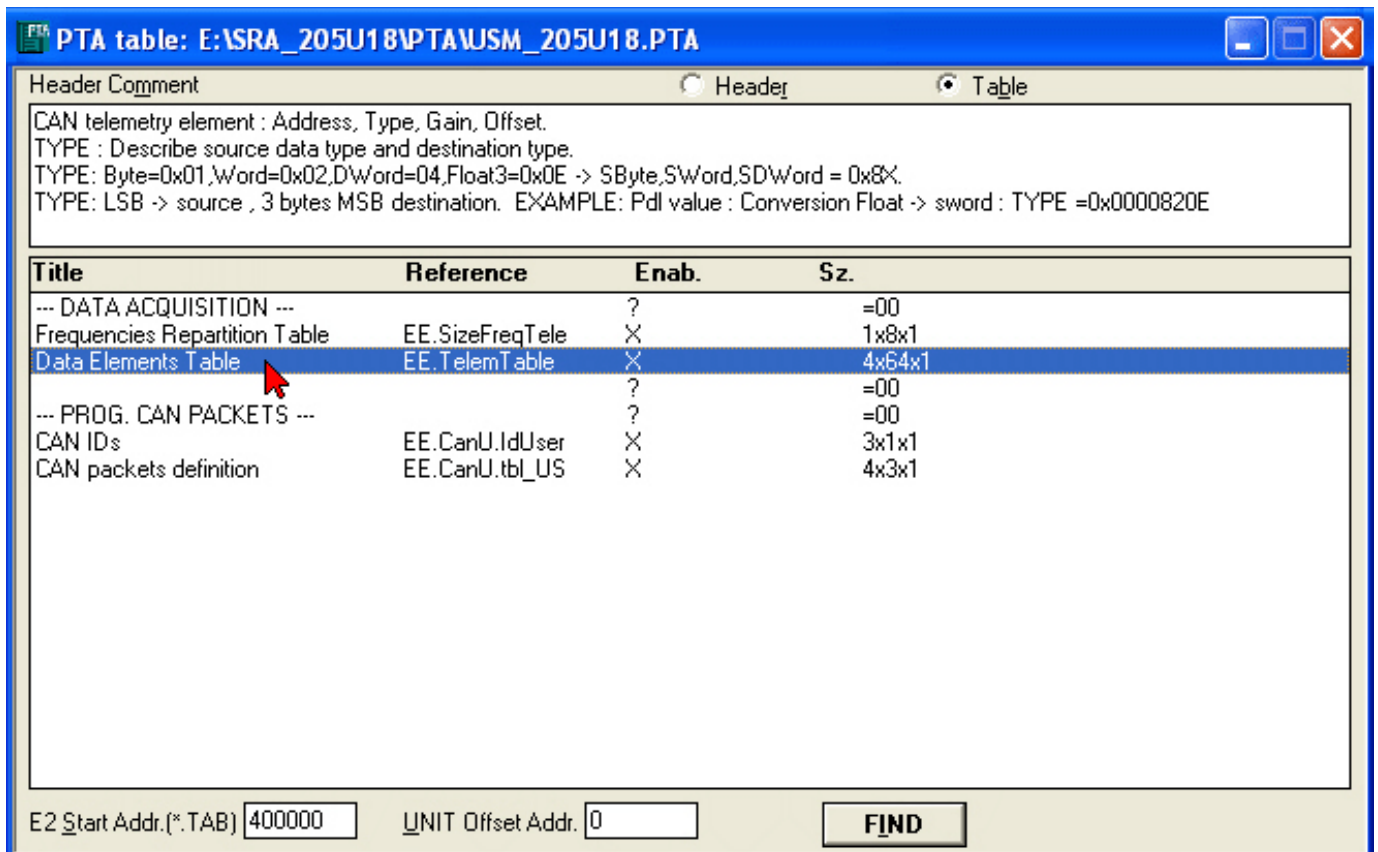 PTA table: E:\SRA_205U18\PTA\USM_205U18.PTA
Header Comment Header Table
CAN telemetry element : Address, Type, Gain, Offset.
TYPE : Describe source data type and destination type.
TYPE: Byte=0x01,Word=0x02,DWord=04,Float3=0x0E -> SByte,SWord,SDWord = 0x8X.
TYPE: LSB -> source , 3 bytes MSB destination. EXAMPLE: Pdl value : Conversion Float -> sword : TYPE =0x0000820E
Title Reference Enab. Sz.
--- DATA ACQUISITION --- ? =00
Frequencies Repartition Table EE.SizeFreqTele X 1x8x1
Data Elements Table EE.TelemTable X 4x64x1
? =00
--- PROG. CAN PACKETS --- ? =00
CAN IDs EE.CanU.IdUser X 3x1x1
CAN packets definition EE.CanU.tbl_US X 4x3x1
E2 Start Addr.(*.TAB) 400000 UNIT Offset Addr. 0 FIND